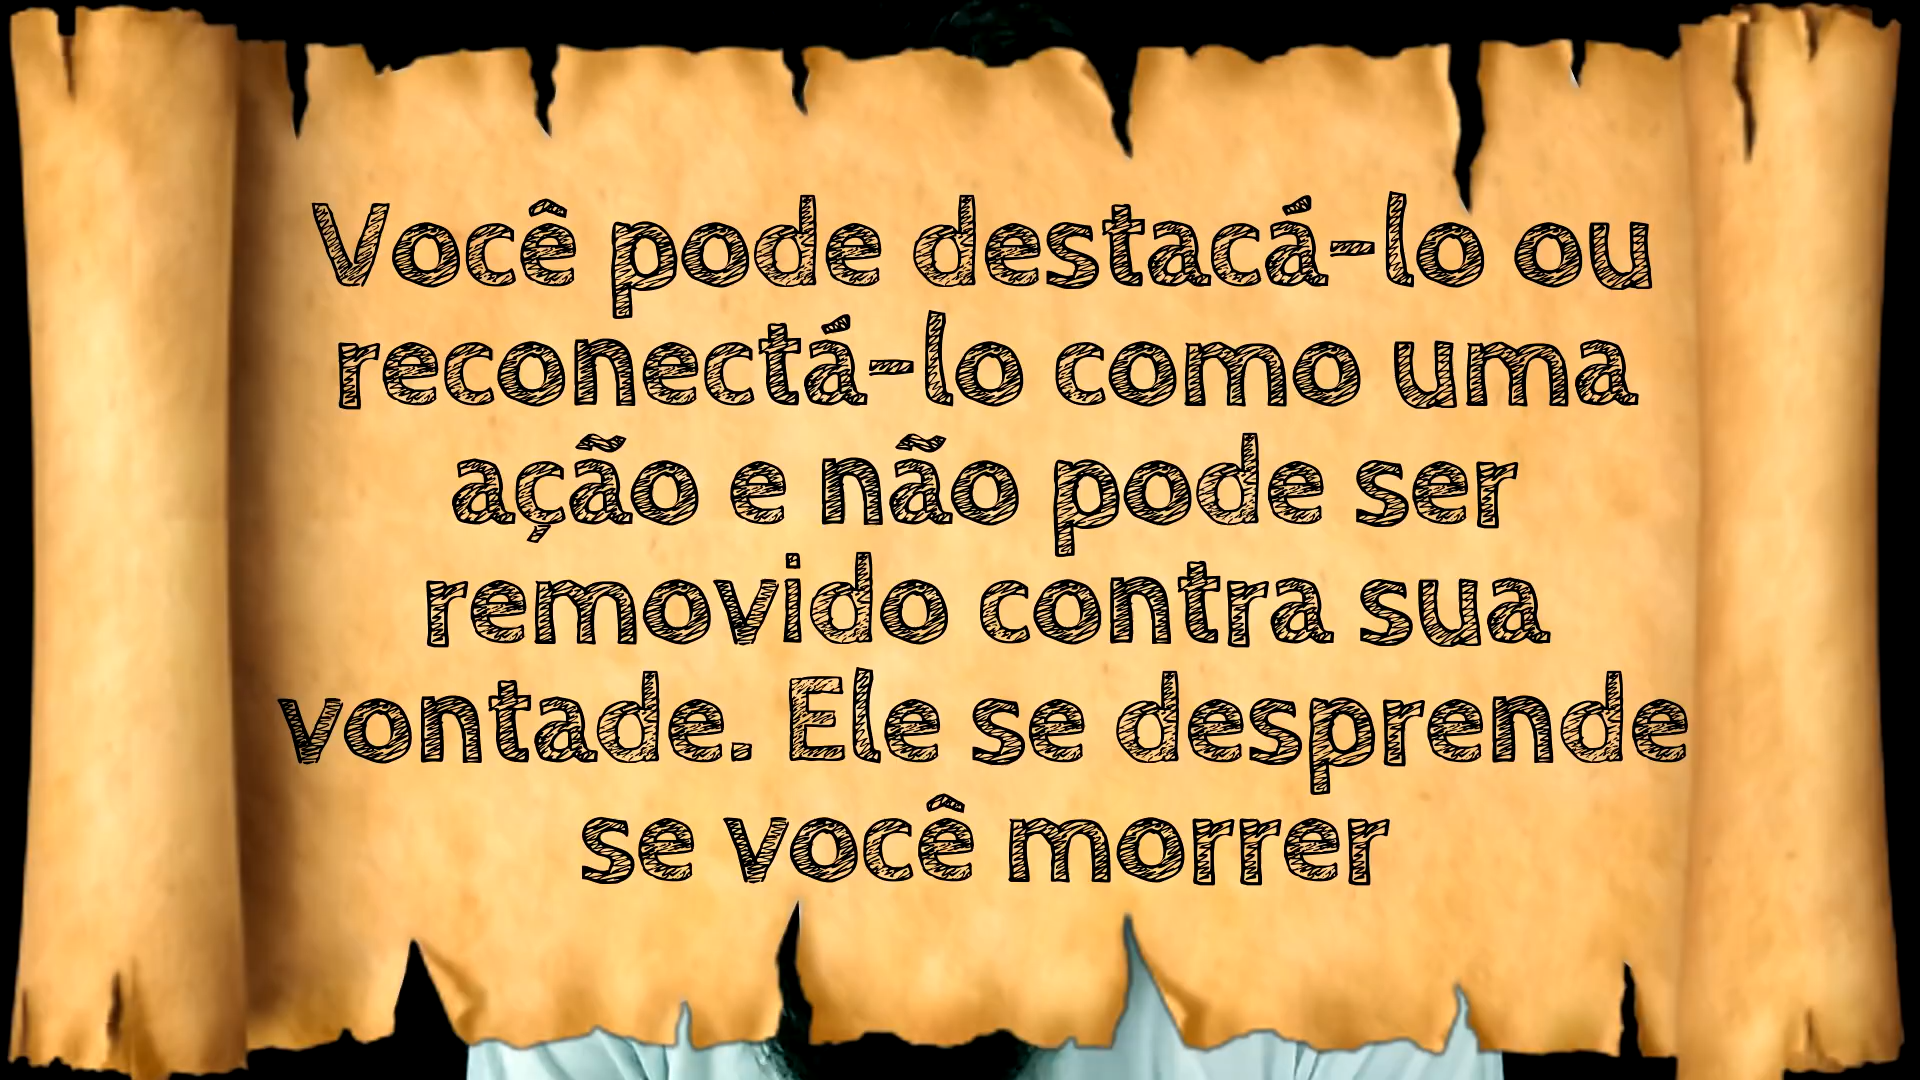 Você pode destacá-lo ou
reconectá-lo como uma
ação e não pode ser
removido contra sua
vontade. Ele se desprende
se você morrer